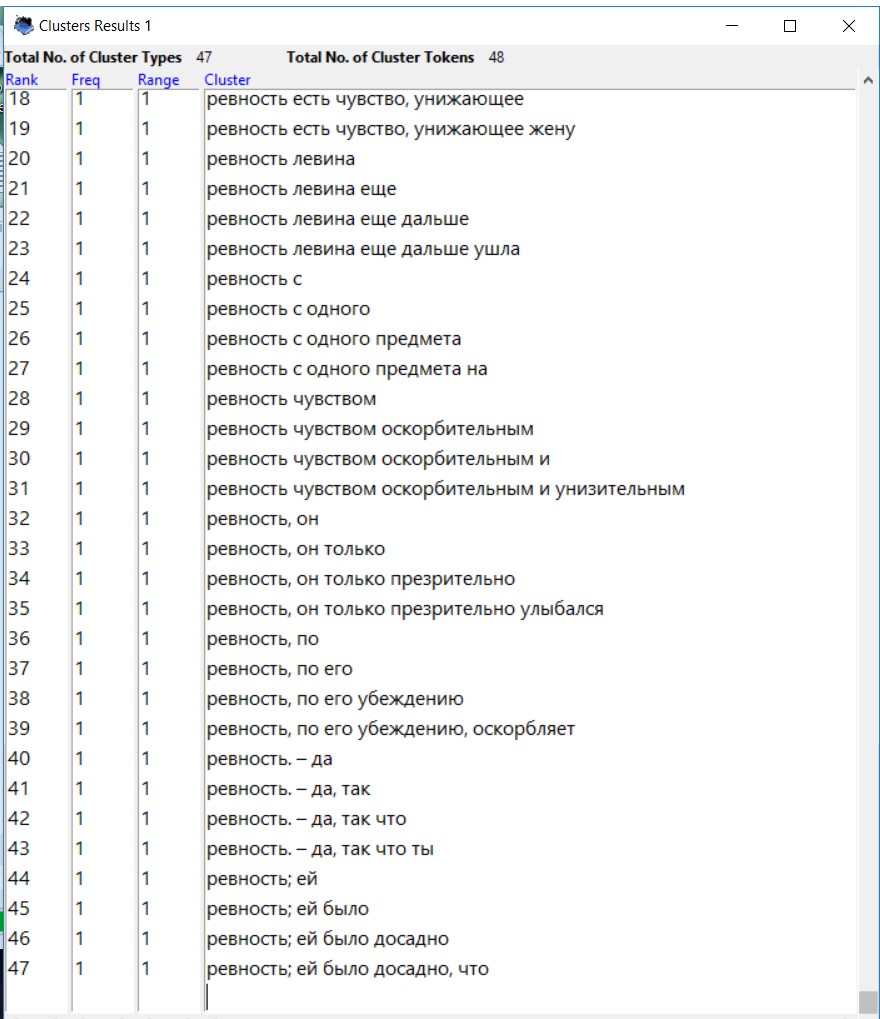 Clusters Results 1
Total No. of Cluster Types 47 Total No. of Cluster Tokens 48
Rank Freq Range Cluster
18 1 1 ревность есть чувство, унижающее
19 1 1 ревность есть чувство, унижающее жену
20 1 1 ревность левина
21 1 1 ревность левина еще
22 1 1 ревность левина еще дальше
23 1 1 ревность левина еще дальше ушла
24 1 1 ревность с
25 1 1 ревность с одного
26 1 1 ревность с одного предмета
27 1 1 ревность с одного предмета на
28 1 1 ревность чувством
29 1 1 ревность чувством оскорбительным
30 1 1 ревность чувством оскорбительным и
31 1 1 ревность чувством оскорбительным и унизительным
32 1 1 ревность, он
33 1 1 ревность, он только
34 1 1 ревность, он только презрительно
35 1 1 ревность, он только презрительно улыбался
36 1 1 ревность, по
37 1 1 ревность, по его
38 1 1 ревность, по его убеждению
39 1 1 ревность, по его убеждению, оскорбляет
40 1 1 ревность. – да
41 1 1 ревность. – да, так
42 1 1 ревность. – да, так что
43 1 1 ревность. – да, так что ты
44 1 1 ревность; ей
45 1 1 ревность; ей было
46 1 1 ревность; ей было досадно
47 1 1 ревность; ей было досадно, что